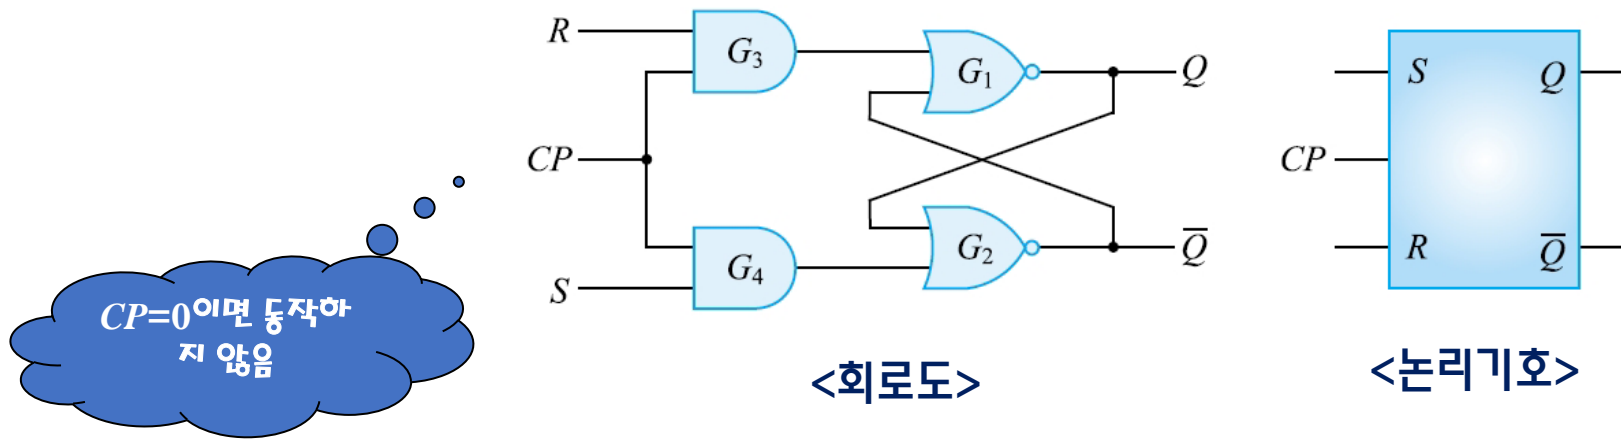 R
G₃
G₁
Q
CP
G₄
G₂
Q̅
S
S
Q
CP
R
Q̅
CP=0이면 동작하
지 않음
<회로도>
<논리기호>